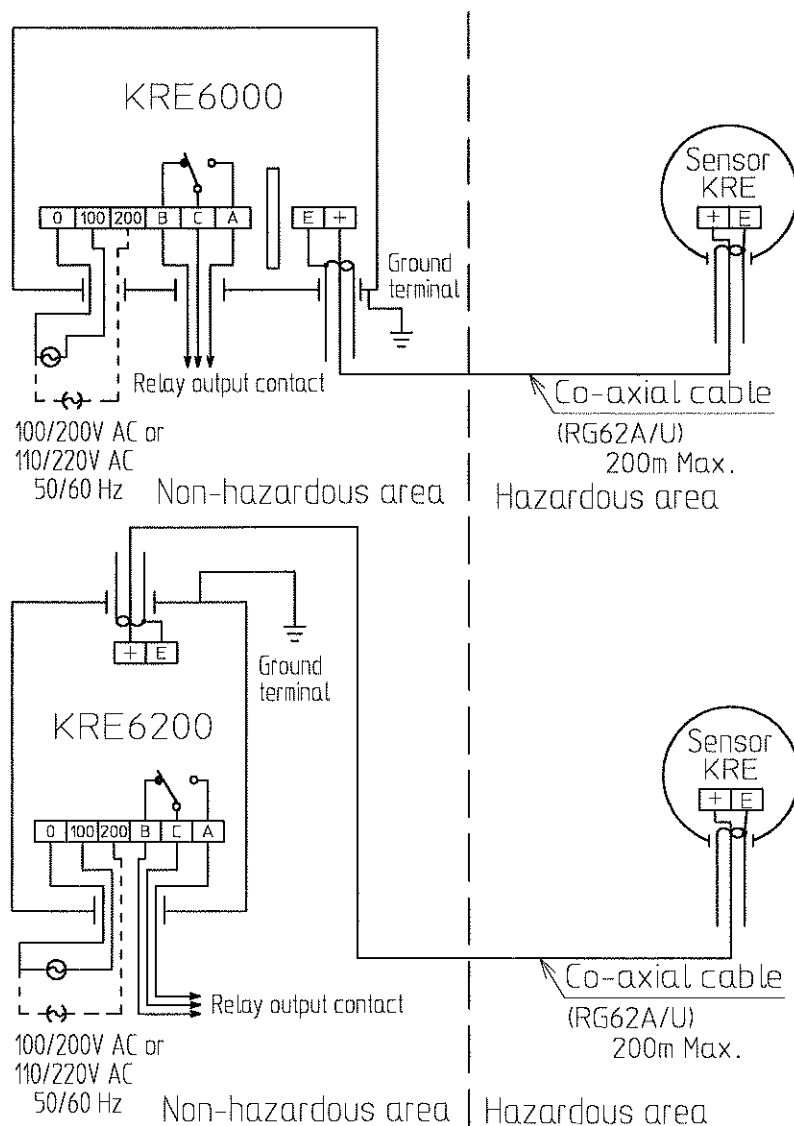 KRE6000
0 100 200 B C A
E +
Ground
terminal
Relay output contact
100/200V AC or
110/220V AC
50/60 Hz
Non-hazardous area
Sensor
KRE
+ E
Co-axial cable
(RG62A/U)
200m Max.
Hazardous area
+ E
Ground
terminal
KRE6200
0 100 200 B C A
Relay output contact
100/200V AC or
110/220V AC
50/60 Hz
Non-hazardous area
Sensor
KRE
+ E
Co-axial cable
(RG62A/U)
200m Max.
Hazardous area